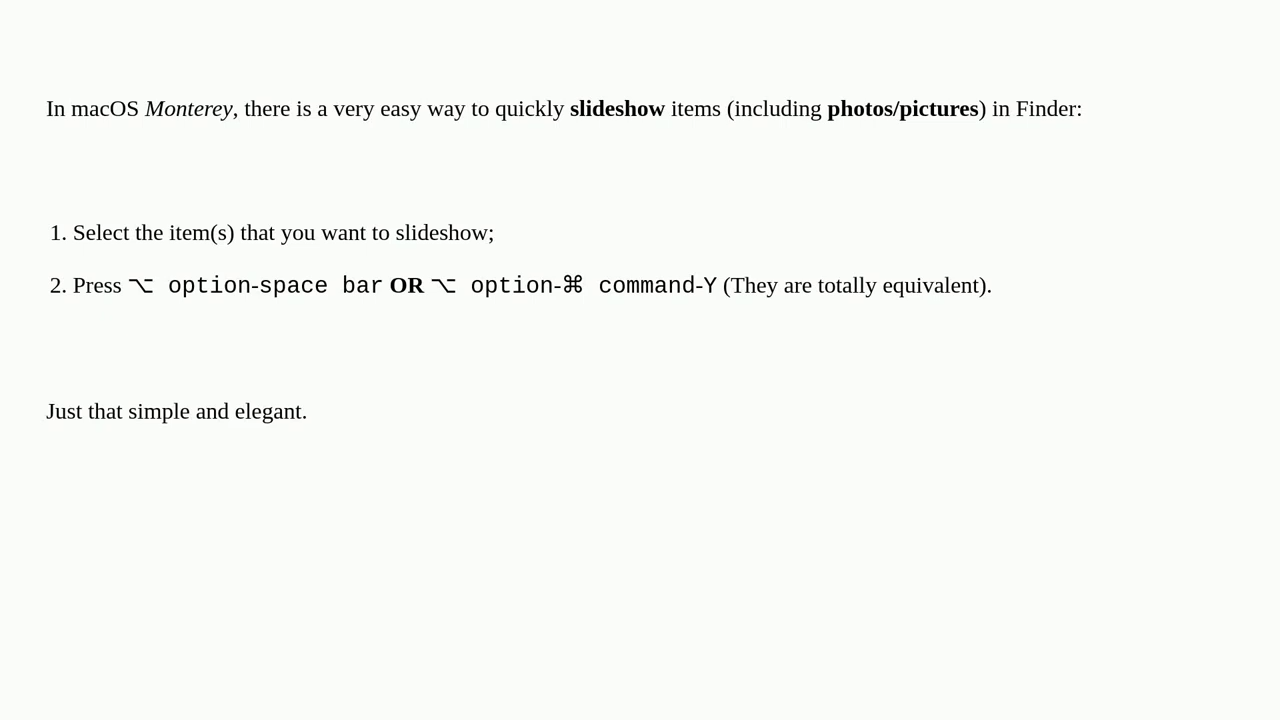 In macOS Monterey, there is a very easy way to quickly slideshow items (including photos/pictures) in Finder:
1. Select the item(s) that you want to slideshow;
2. Press ⌥ option-space bar OR ⌥ option-⌘ command-Y (They are totally equivalent).
Just that simple and elegant.